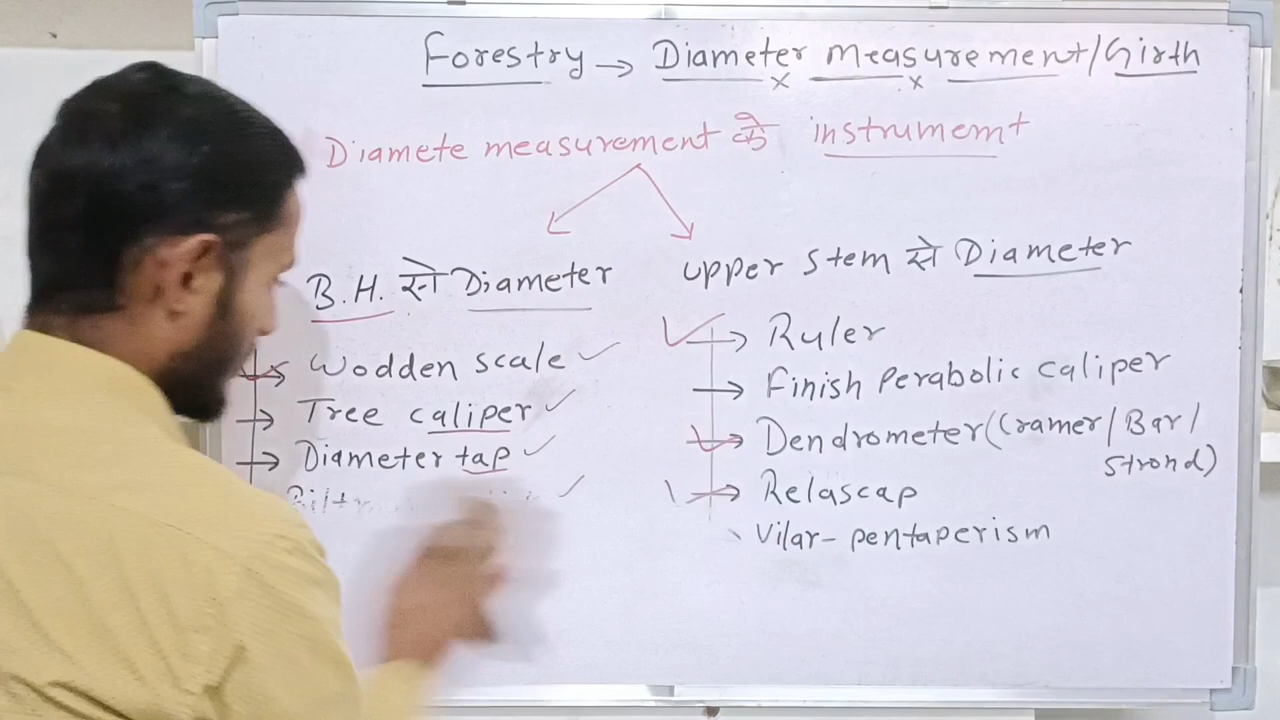 Forestry → Diameter measurement/Girth
Diamete measurement के instrumemt
B.H. से Diameter
Wodden scale ✓
→ Tree caliper ✓
→ Diameter tap ✓
upper stem से Diameter
→ Ruler
→ Finish Perabolic caliper
→ Dendrometer(Cramer/Bar/
strond)
→ Relascap
Vilar-pentaperism